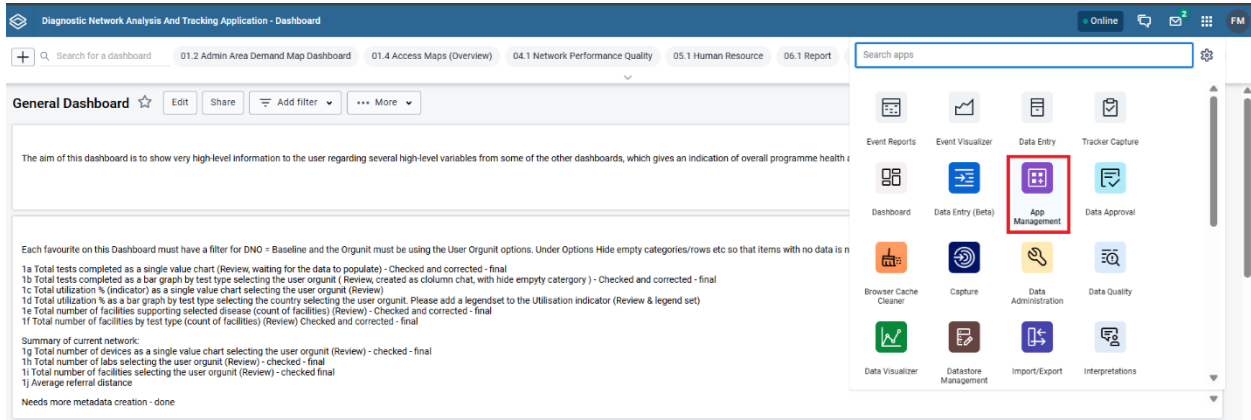 Diagnostic Network Analysis And Tracking Application - Dashboard
Online
2
FM
Search for a dashboard
01.2 Admin Area Demand Map Dashboard
01.4 Access Maps (Overview)
04.1 Network Performance Quality
05.1 Human Resource
06.1 Report
Search apps
General Dashboard
Edit
Share
Add filter
More
The aim of this dashboard is to show very high-level information to the user regarding several high-level variables from some of the other dashboards, which gives an indication of overall programme health
Each favourite on this Dashboard must have a filter for DNO = Baseline and the Orgunit must be using the User Orgunit options. Under Options Hide empty categories/rows etc so that items with no data is
1a Total tests completed as a single value chart (Review, waiting for the data to populate) - Checked and corrected - final
1b Total tests completed as a bar graph by test type selecting the user orgunit ( Review, created as clolumn chat, with hide empyty catergory ) - Checked and corrected - final
1c Total utilization % (indicator) as a single value chart selecting the user orgunit (Review)
1d Total utilization % as a bar graph by test type selecting the country selecting the user orgunit. Please add a legendset to the Utilisation indicator (Review & legend set)
1e Total number of facilities supporting selected disease (count of facilities) (Review) - Checked and corrected - final
1f Total number of facilities by test type (count of facilities) (Review) Checked and corrected - final
Summary of current network:
1g Total number of devices as a single value chart selecting the user orgunit (Review) - checked - final
1h Total number of labs selecting the user orgunit (Review) - checked - final
1i Total number of facilities selecting the user orgunit (Review) - checked final
1j Average referral distance
Needs more metadata creation - done
Event Reports
Event Visualizer
Data Entry
Tracker Capture
Dashboard
Data Entry (Beta)
App
Management
Data Approval
Browser Cache
Cleaner
Capture
Data
Administration
Data Quality
Data Visualizer
Datastore
Management
Import/Export
Interpretations